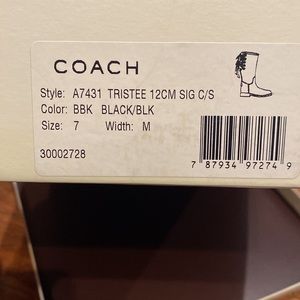 COACH
Style: A7431 TRISTEE 12CM SIG C/S
Color: BBK BLACK/BLK
Size: 7 Width: M
30002728
7 87934 97274 9